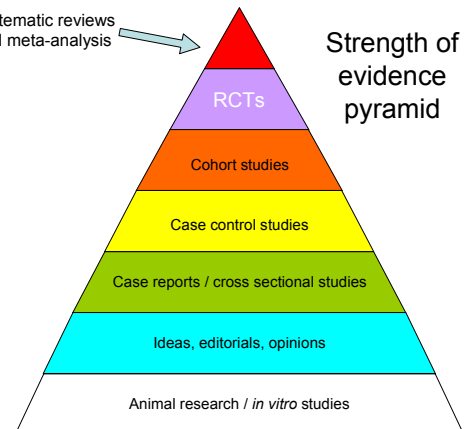 tematic reviews
meta-analysis
Strength of
evidence
pyramid
RCTs
Cohort studies
Case control studies
Case reports / cross sectional studies
Ideas, editorials, opinions
Animal research / in vitro studies